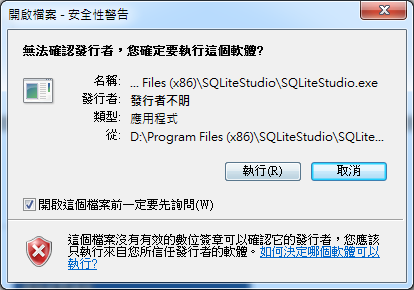 開啟檔案 - 安全性警告
無法確認發行者，您確定要執行這個軟體?
名稱: ... Files (x86)\SQLiteStudio\SQLiteStudio.exe
發行者: 發行者不明
類型: 應用程式
從: D:\Program Files (x86)\SQLiteStudio\SQLite...
執行(R) 取消
開啟這個檔案前一定要先詢問(W)
這個檔案沒有有效的數位簽章可以確認它的發行者，您應該
只執行來自您所信任發行者的軟體。如何決定哪個軟體可以
執行?